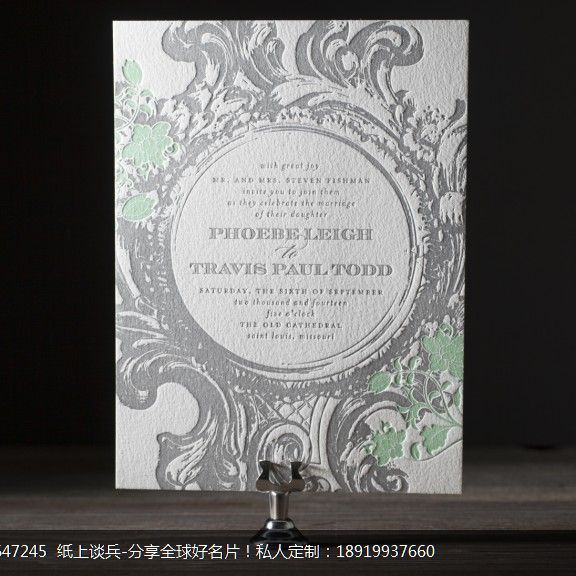 with great joy
MR. AND MRS. STEVEN FISHMAN
invite you to join them
as they celebrate the marriage
of their daughter
PHOEBE LEIGH
to
TRAVIS PAUL TODD
SATURDAY, THE SIXTH OF SEPTEMBER
two thousand and fourteen
five o'clock
THE OLD CATHEDRAL
saint louis, missouri
547245 纸上谈兵-分享全球好名片！私人定制：18919937660